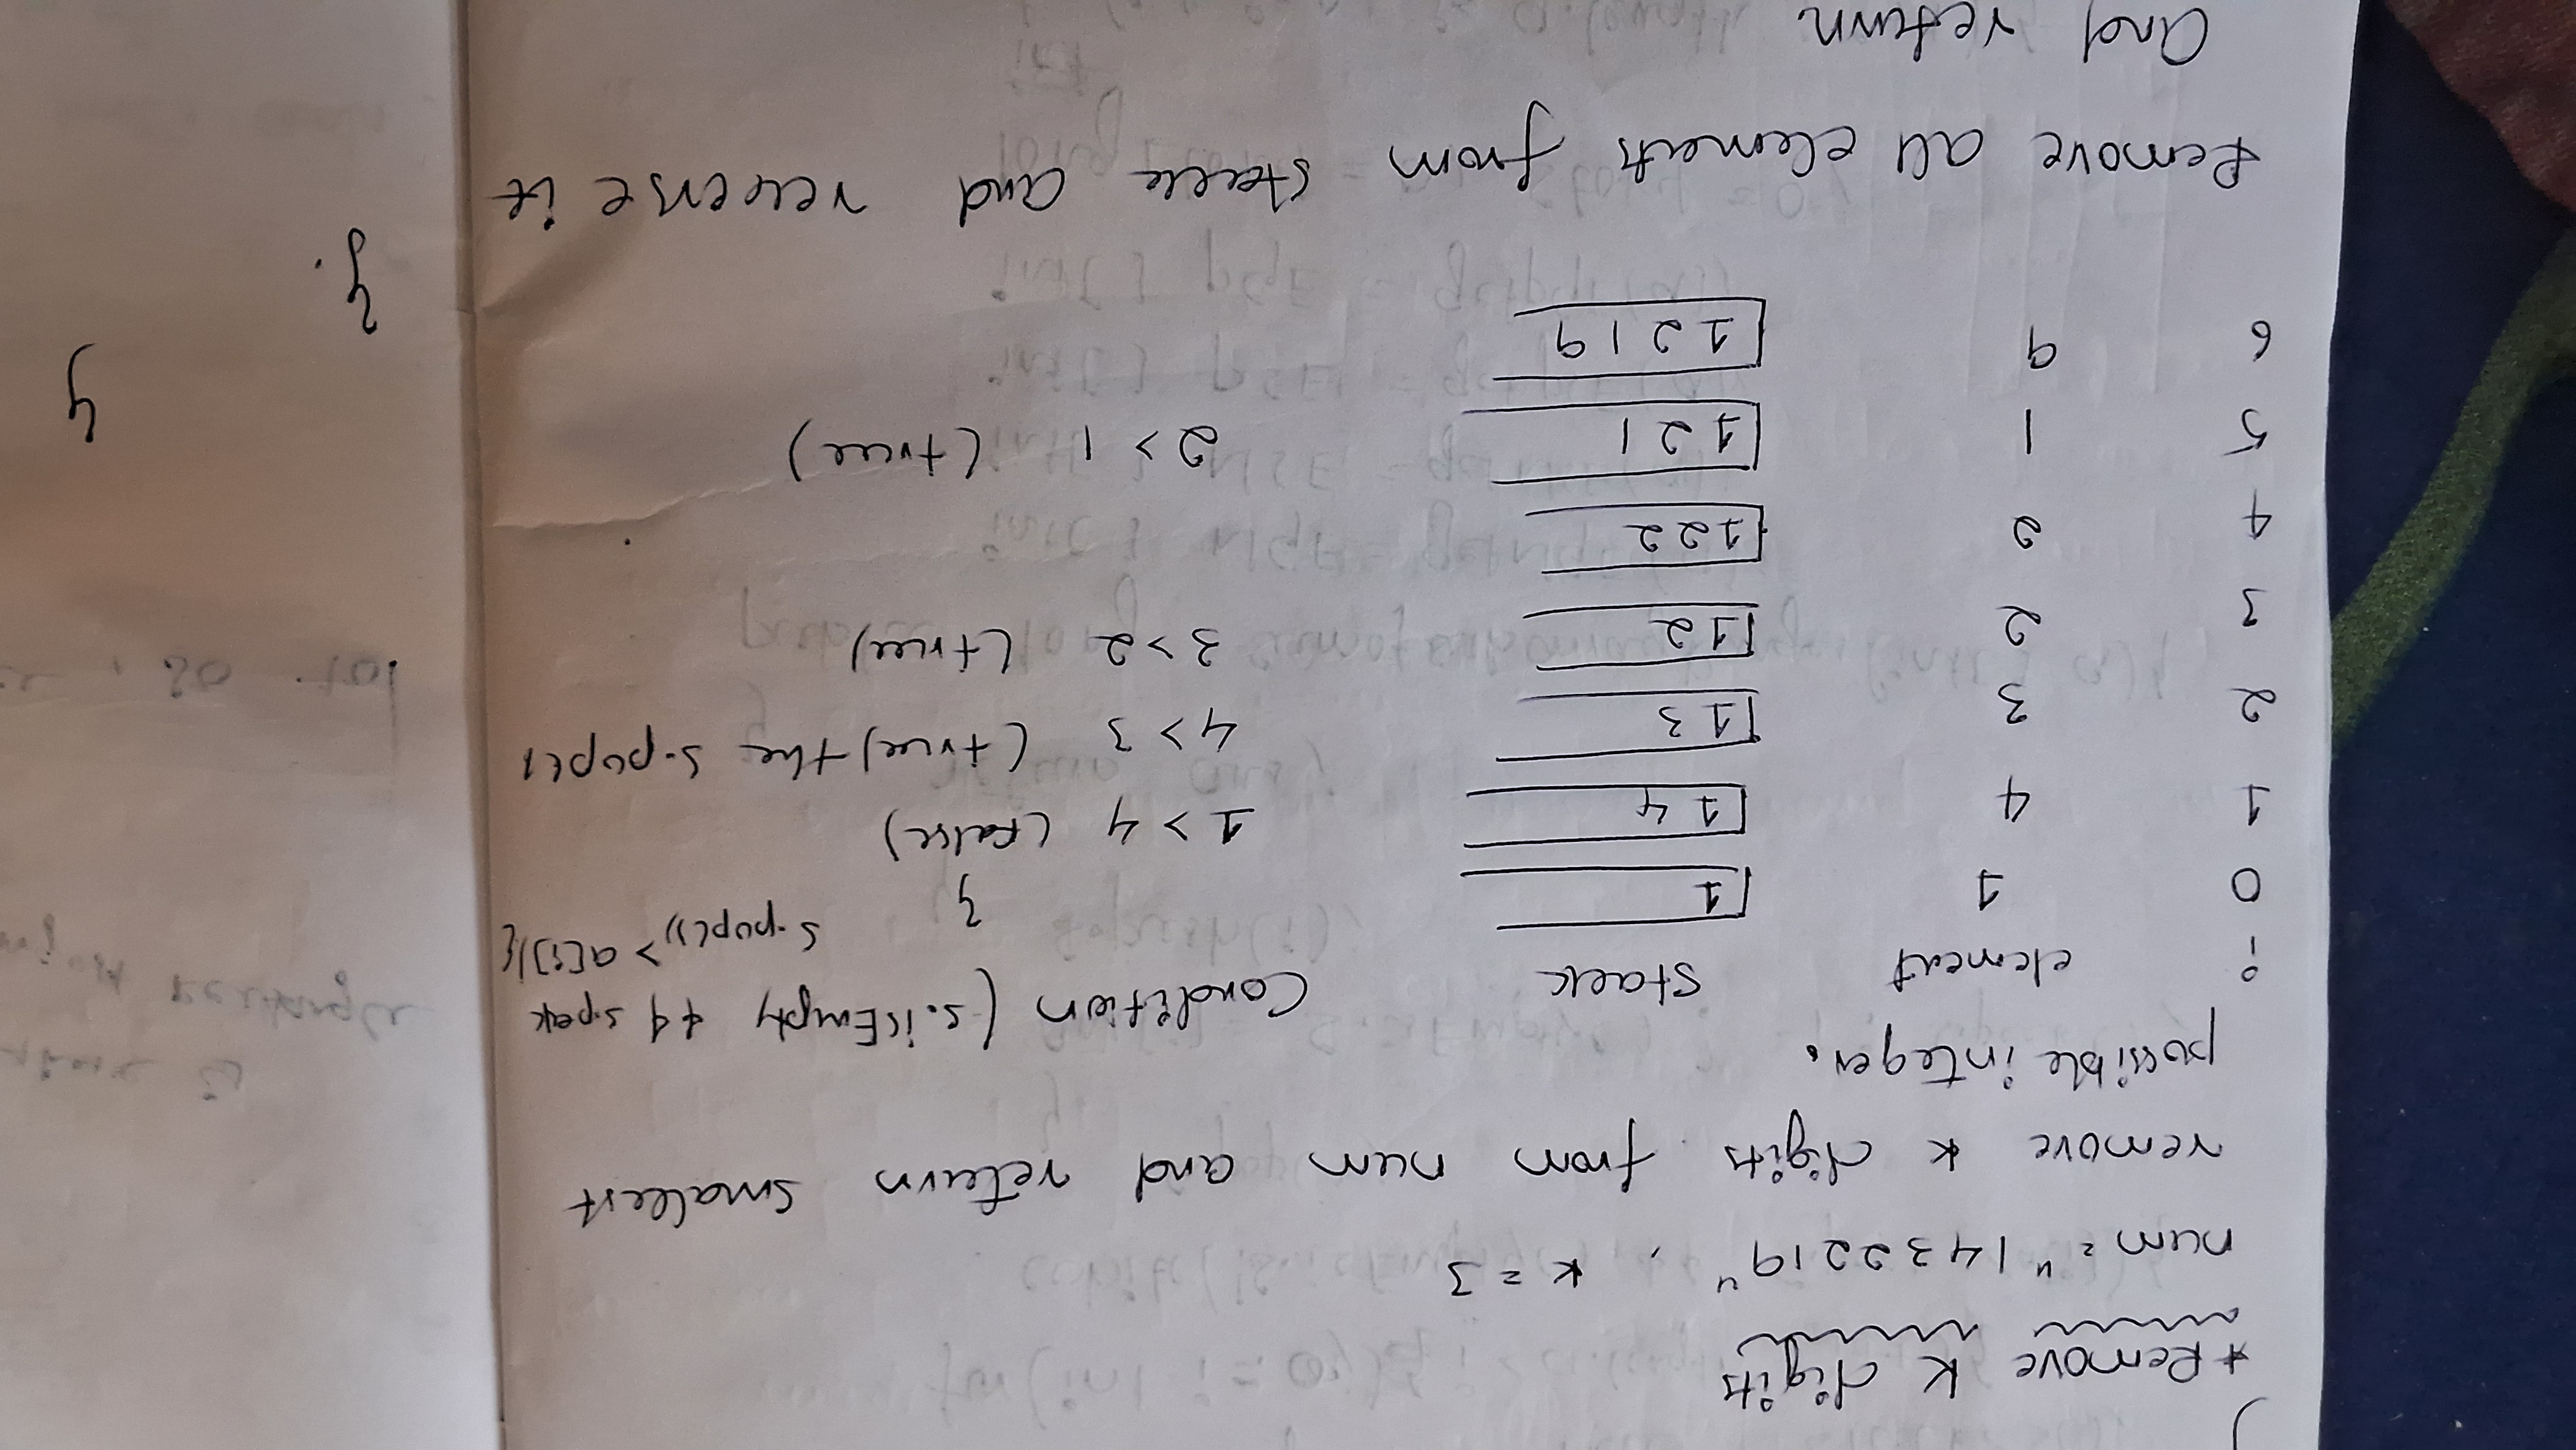 * Remove K digits
num = "1432219", k=3
remove k digits from num and return smallest
possible integer.
i element Stack Condition (s.isEmpty && s.peek
s.pop()) > a[i]){
0 1 1 }
1 4 1 4 1 > 4 (False)
2 3 1 3 4 > 3 (true) the s.pop()
3 2 1 2 3 > 2 (true)
4 2 1 2 2
5 1 1 2 1 2 > 1 (true)
6 9 1 2 1 9
Remove all elements from stack and reverse it
And return
}
}.